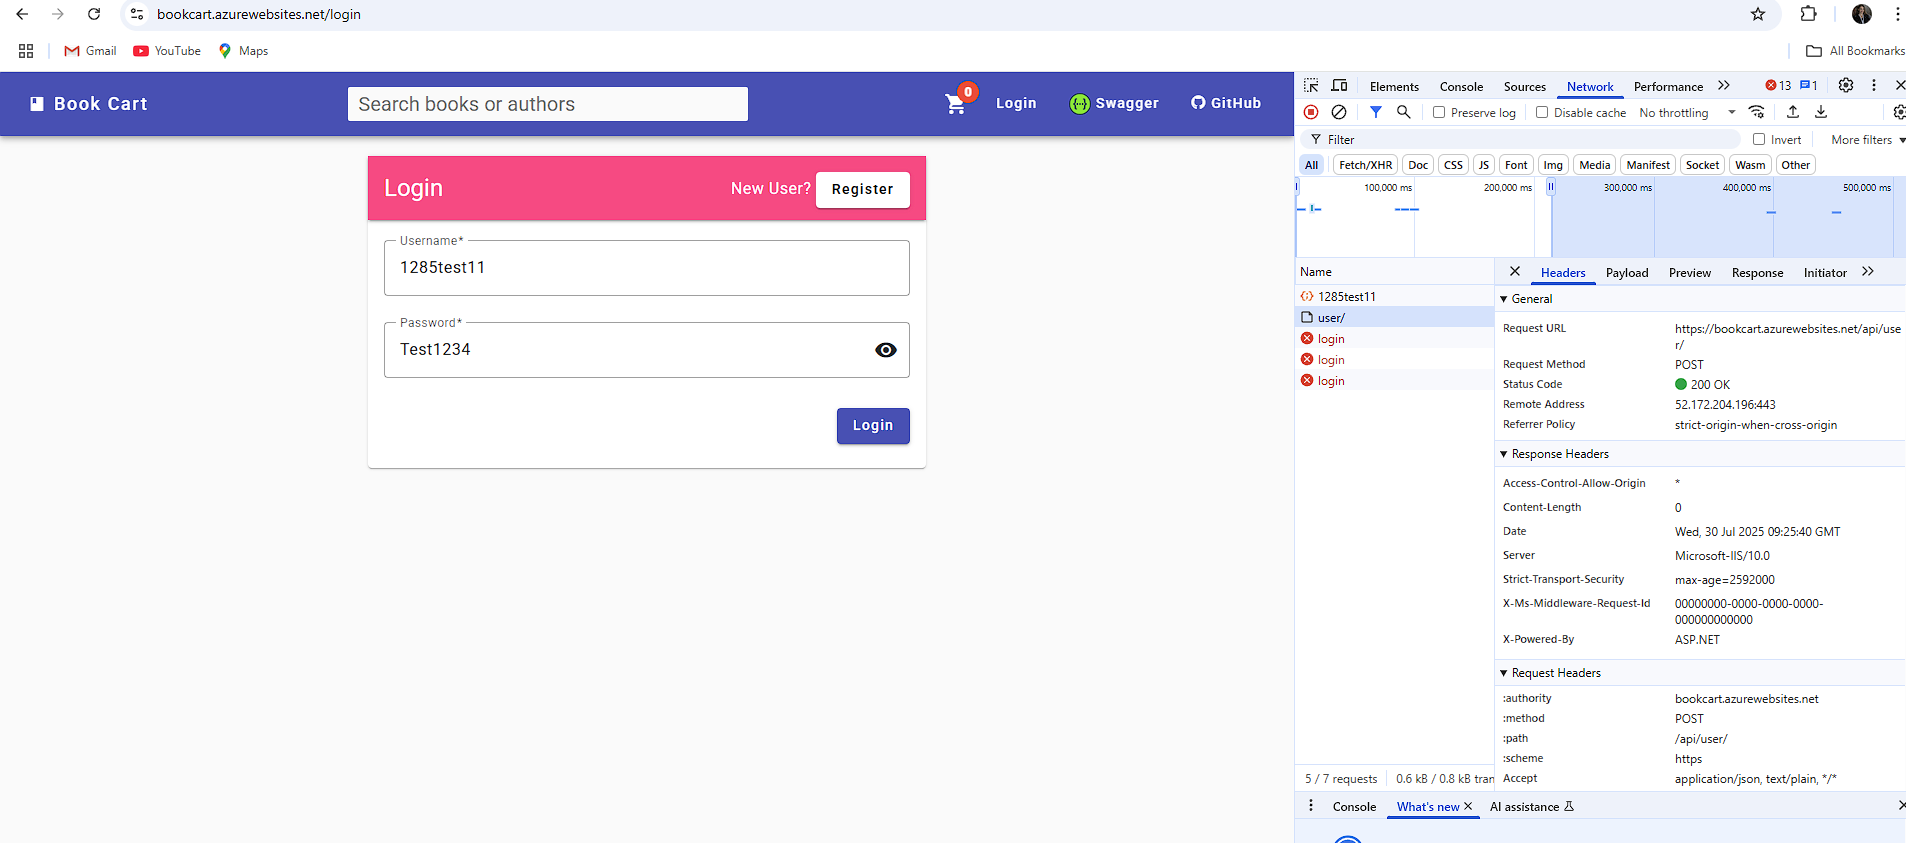 bookcart.azurewebsites.net/login
Gmail YouTube Maps All Bookmarks
Book Cart Search books or authors 0 Login Swagger GitHub
Login New User? Register
Username*
1285test11
Password*
Test1234
Login
Elements Console Sources Network Performance 13 1
Preserve log Disable cache No throttling
Filter Invert More filters
All Fetch/XHR Doc CSS JS Font Img Media Manifest Socket Wasm Other
100,000 ms 200,000 ms 300,000 ms 400,000 ms 500,000 ms
Name
1285test11
user/
login
login
login
5 / 7 requests 0.6 kB / 0.8 kB tran
Headers Payload Preview Response Initiator
General
Request URL https://bookcart.azurewebsites.net/api/use
r/
Request Method POST
Status Code 200 OK
Remote Address 52.172.204.196:443
Referrer Policy strict-origin-when-cross-origin
Response Headers
Access-Control-Allow-Origin *
Content-Length 0
Date Wed, 30 Jul 2025 09:25:40 GMT
Server Microsoft-IIS/10.0
Strict-Transport-Security max-age=2592000
X-Ms-Middleware-Request-Id 00000000-0000-0000-0000-
000000000000
X-Powered-By ASP.NET
Request Headers
:authority bookcart.azurewebsites.net
:method POST
:path /api/user/
:scheme https
Accept application/json, text/plain, */*
Console What's new AI assistance